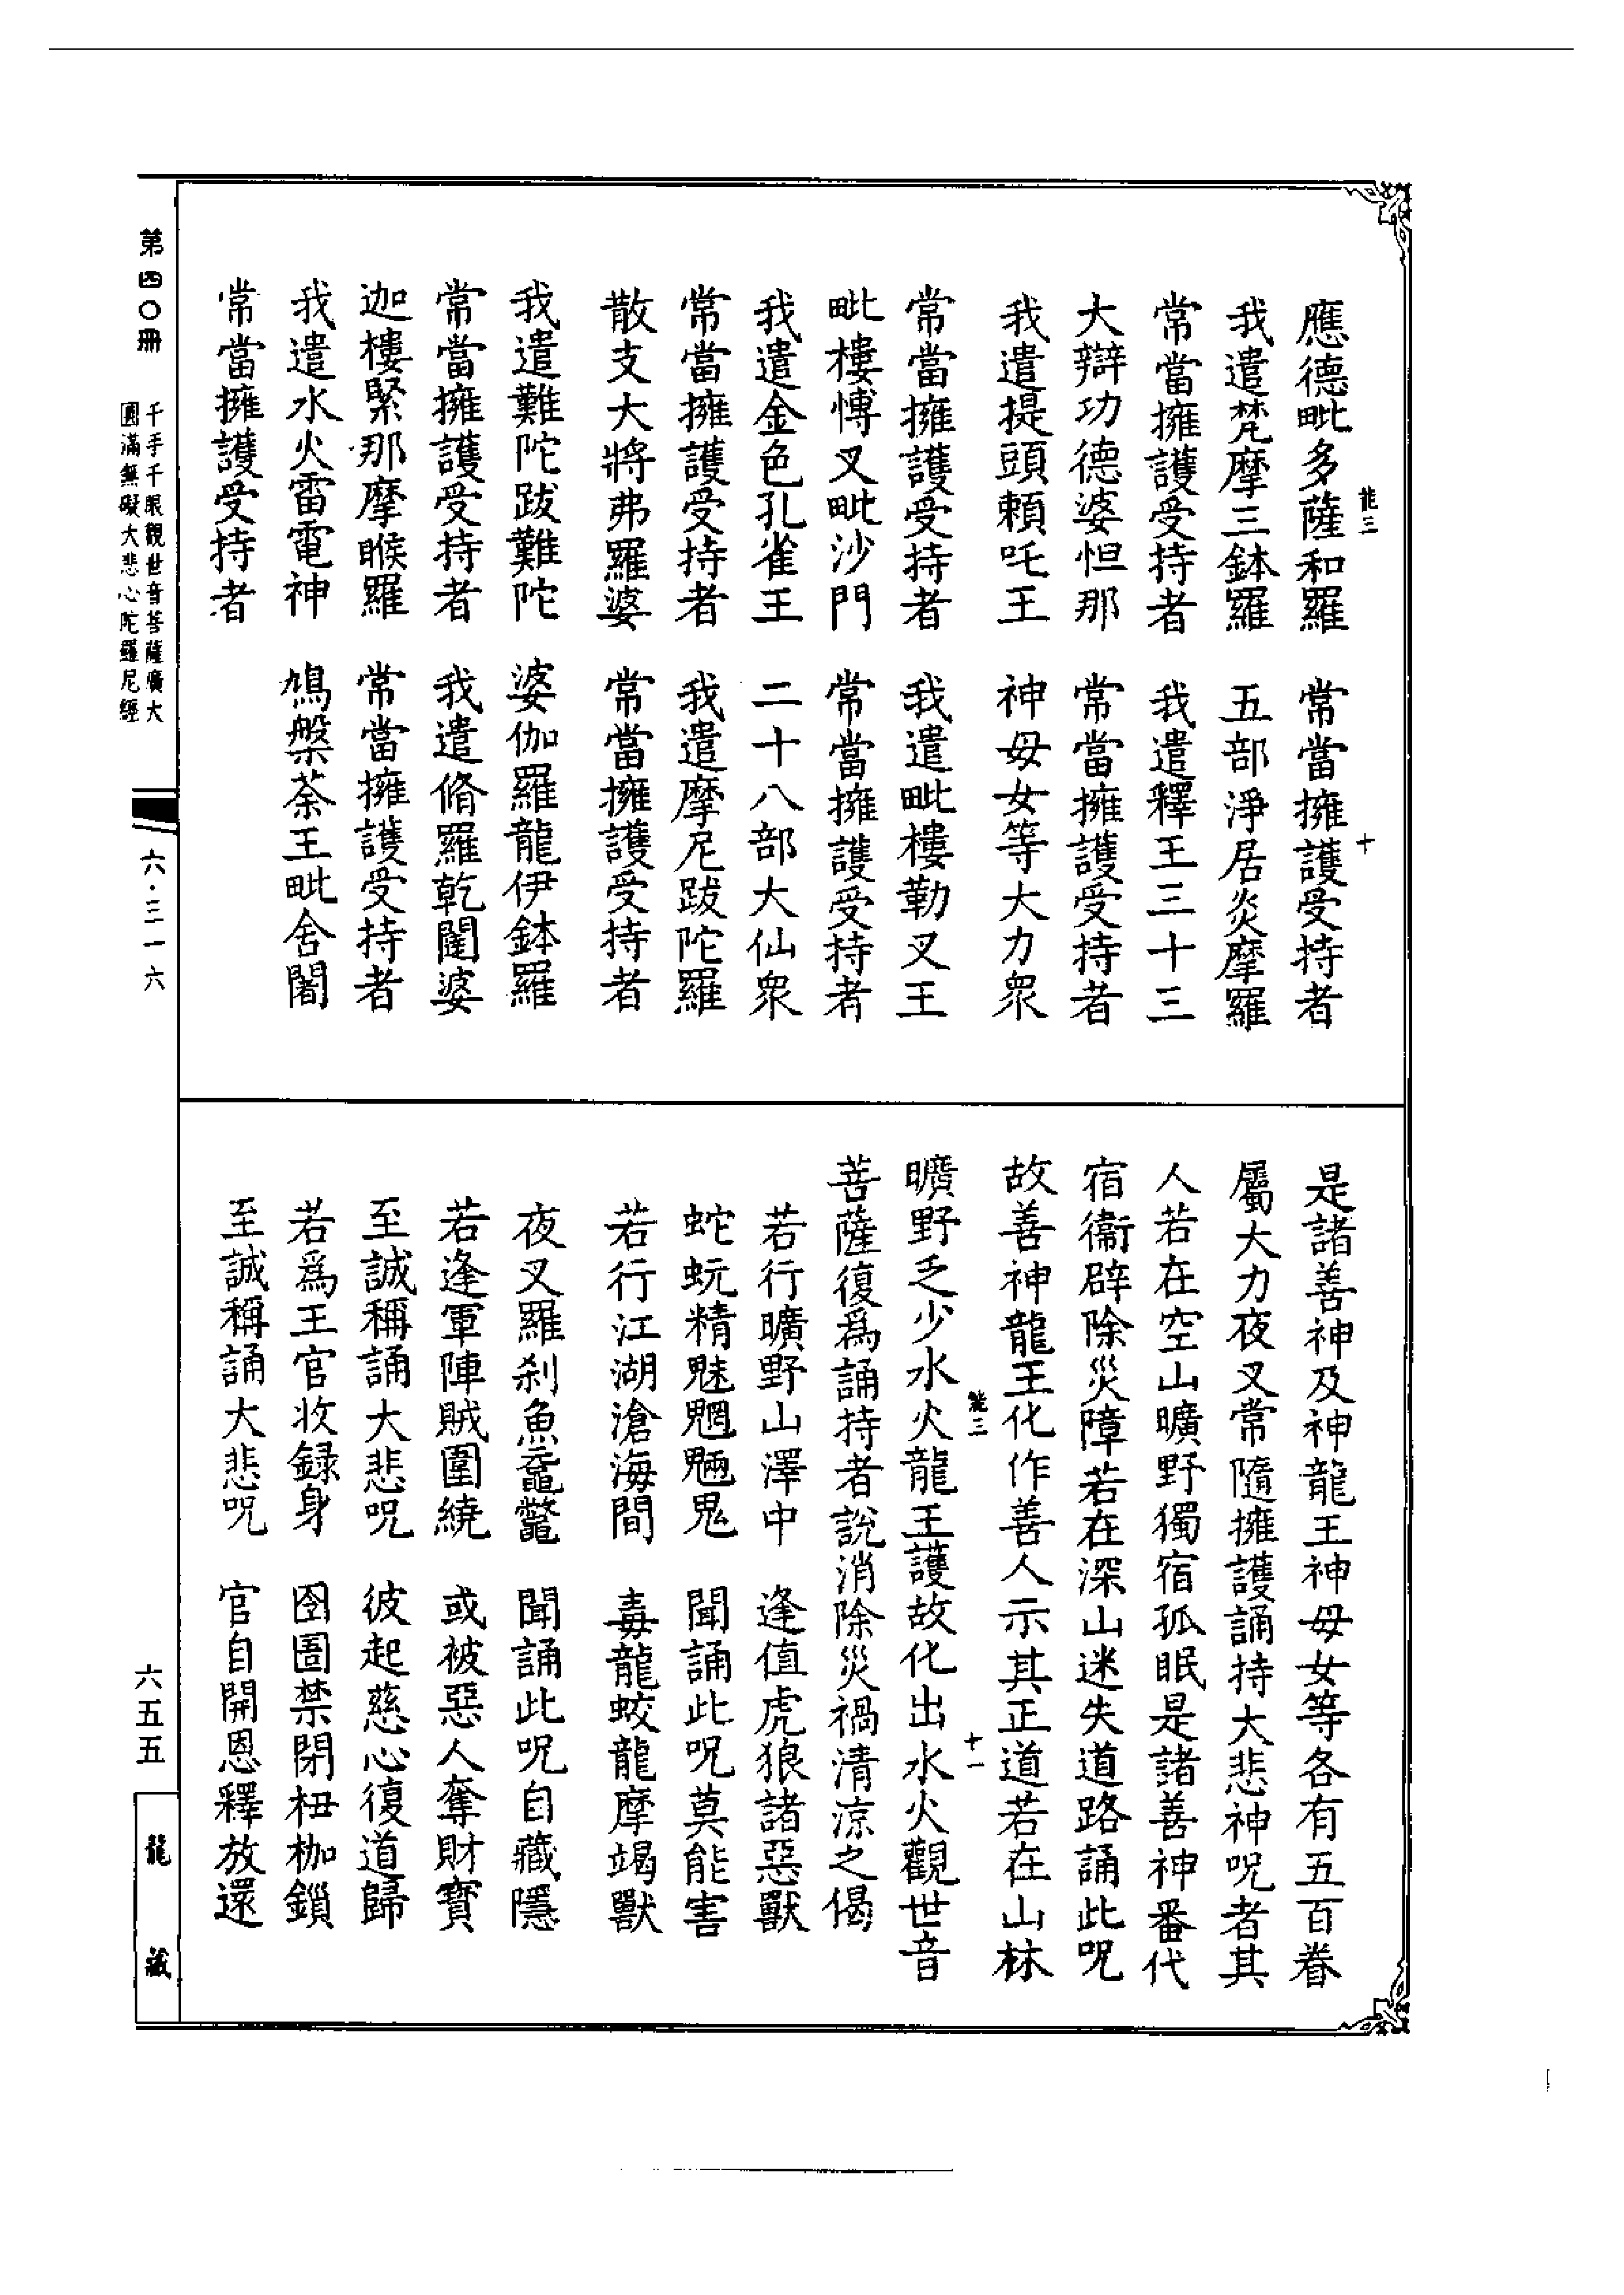 能三
十
應德毗多薩和羅　常當擁護受持者
我遣梵摩三鉢羅　五部淨居炎摩羅
常當擁護受持者　我遣釋王三十三
大辯功德婆怛那　常當擁護受持者
我遣提頭頼吒王　神母女等大力眾
常當擁護受持者　我遣毗樓勒叉王
毗樓愽叉毗沙門　常當擁護受持者
我遣金色孔雀王　二十八部大仙眾
常當擁護受持者　我遣摩尼跋陀羅
散支大將弗羅婆　常當擁護受持者
我遣難陀跋難陀　婆伽羅龍伊鉢羅
常當擁護受持者　我遣脩羅乾闥婆
迦樓緊那摩睺羅　常當擁護受持者
我遣水火雷電神　鳩槃荼王毗舍闍
常當擁護受持者
是諸善神及神龍王神母女等各有五百眷
屬大力夜叉常隨擁護誦持大悲神呪者其
人若在空山曠野獨宿孤眠是諸善神番代
宿衞辟除災障若在深山迷失道路誦此呪
故善神龍王化作善人示其正道若在山林
能三
十一
曠野乏少水火龍王護故化出水火觀世音
菩薩復爲誦持者說消除災禍清涼之偈
若行曠野山澤中　逢值虎狼諸惡獸
蛇蚖精魅魍魎鬼　聞誦此呪莫能害
若行江湖滄海間　毒龍蛟龍摩竭獸
夜叉羅刹魚黿鼈　聞誦此呪自藏隱
若逢軍陣賊圍繞　或被惡人奪財寶
至誠稱誦大悲呪　彼起慈心復道歸
若爲王官收録身　囹圄禁閉杻枷鎖
至誠稱誦大悲呪　官自開恩釋放還
第四〇冊
千手千眼觀世音菩薩廣大
圓滿無礙大悲心陀羅尼經
六·三一六
六五五
龍藏